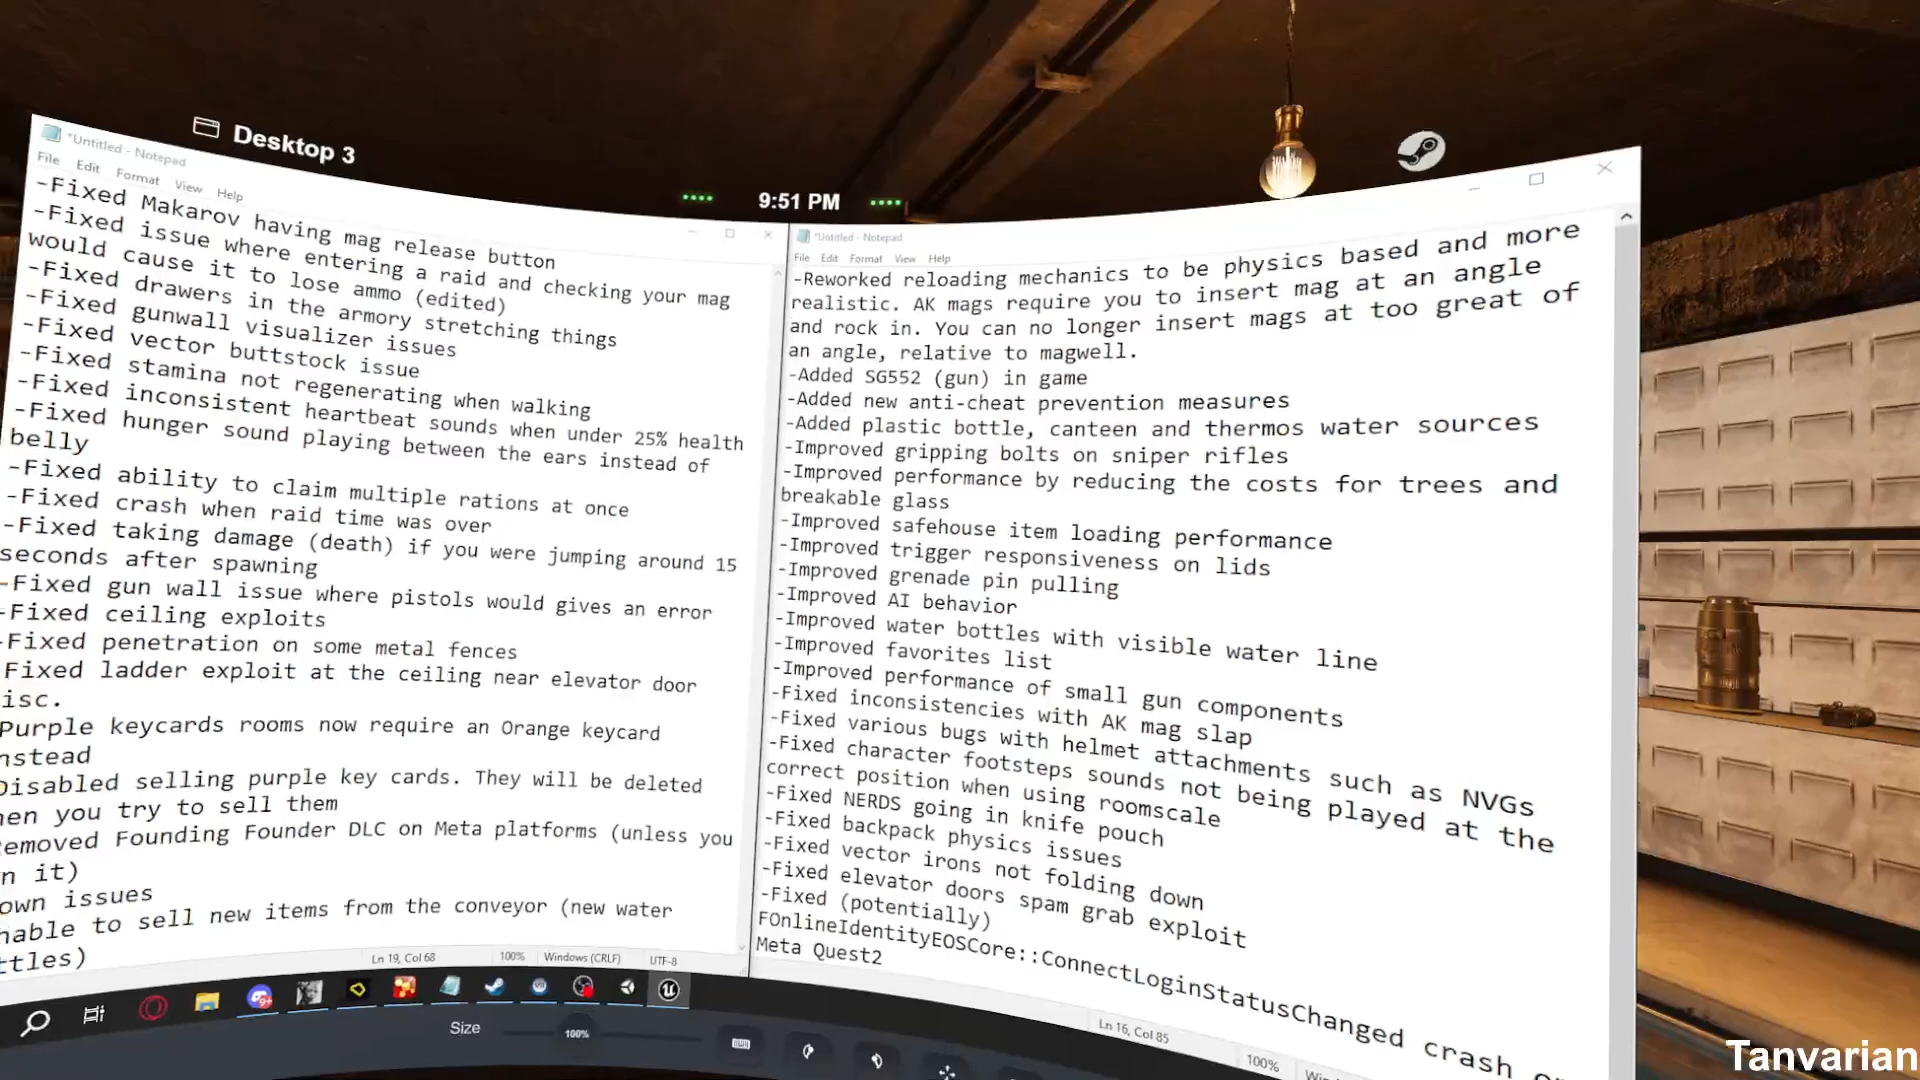 Desktop 3
9:51 PM
*Untitled - Notepad
File Edit Format View Help
-Fixed Makarov having mag release button
-Fixed issue where entering a raid and checking your mag
would cause it to lose ammo (edited)
-Fixed drawers in the armory stretching things
-Fixed gunwall visualizer issues
-Fixed vector buttstock issue
-Fixed stamina not regenerating when walking
-Fixed inconsistent heartbeat sounds when under 25% health
-Fixed hunger sound playing between the ears instead of
belly
-Fixed ability to claim multiple rations at once
-Fixed crash when raid time was over
-Fixed taking damage (death) if you were jumping around 15
seconds after spawning
-Fixed gun wall issue where pistols would gives an error
-Fixed ceiling exploits
-Fixed penetration on some metal fences
Fixed ladder exploit at the ceiling near elevator door
isc.
Purple keycards rooms now require an Orange keycard
nstead
Disabled selling purple key cards. They will be deleted
hen you try to sell them
emoved Founding Founder DLC on Meta platforms (unless you
n it)
own issues
nable to sell new items from the conveyor (new water
ttles)
Ln 19, Col 68 100% Windows (CRLF) UTF-8
*Untitled - Notepad
File Edit Format View Help
-Reworked reloading mechanics to be physics based and more
realistic. AK mags require you to insert mag at an angle
and rock in. You can no longer insert mags at too great of
an angle, relative to magwell.
-Added SG552 (gun) in game
-Added new anti-cheat prevention measures
-Added plastic bottle, canteen and thermos water sources
-Improved gripping bolts on sniper rifles
-Improved performance by reducing the costs for trees and
breakable glass
-Improved safehouse item loading performance
-Improved trigger responsiveness on lids
-Improved grenade pin pulling
-Improved AI behavior
-Improved water bottles with visible water line
-Improved favorites list
-Improved performance of small gun components
-Fixed inconsistencies with AK mag slap
-Fixed various bugs with helmet attachments such as NVGs
-Fixed character footsteps sounds not being played at the
correct position when using roomscale
-Fixed NERDS going in knife pouch
-Fixed backpack physics issues
-Fixed vector irons not folding down
-Fixed elevator doors spam grab exploit
-Fixed (potentially)
FOnlineIdentityEOSCore::ConnectLoginStatusChanged crash on
Meta Quest2
Ln 16, Col 85 100%
Size 100%
Tanvarian